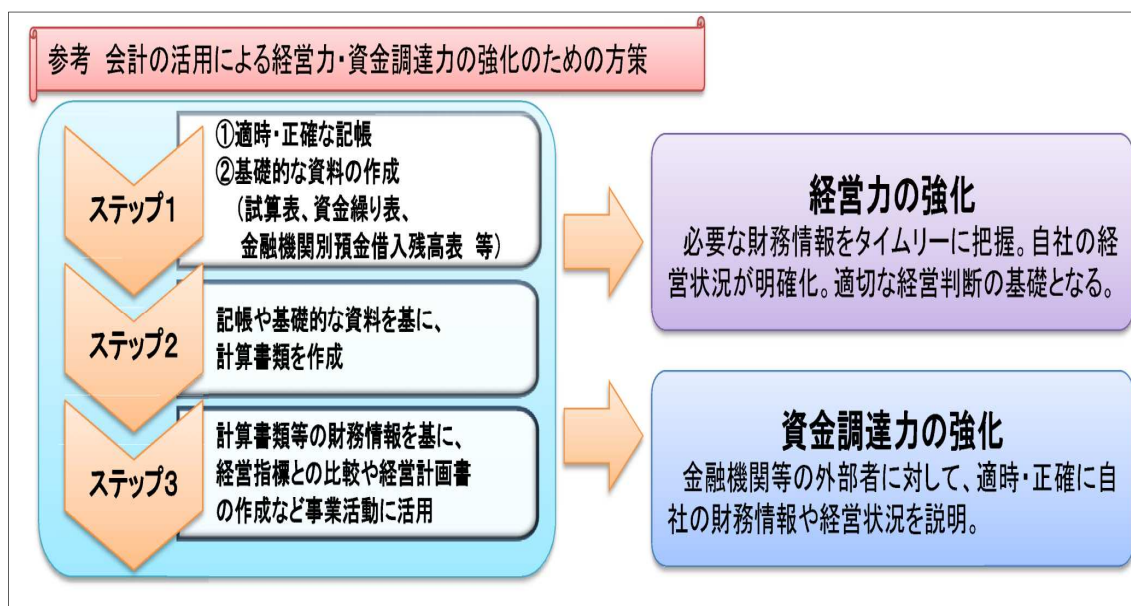 参考 会計の活用による経営力・資金調達力の強化のための方策
ステップ1
①適時・正確な記帳
②基礎的な資料の作成
（試算表、資金繰り表、
金融機関別預金借入残高表 等）
ステップ2
記帳や基礎的な資料を基に、
計算書類を作成
ステップ3
計算書類等の財務情報を基に、
経営指標との比較や経営計画書
の作成など事業活動に活用
経営力の強化
必要な財務情報をタイムリーに把握。自社の経
営状況が明確化。適切な経営判断の基礎となる。
資金調達力の強化
金融機関等の外部者に対して、適時・正確に自
社の財務情報や経営状況を説明。